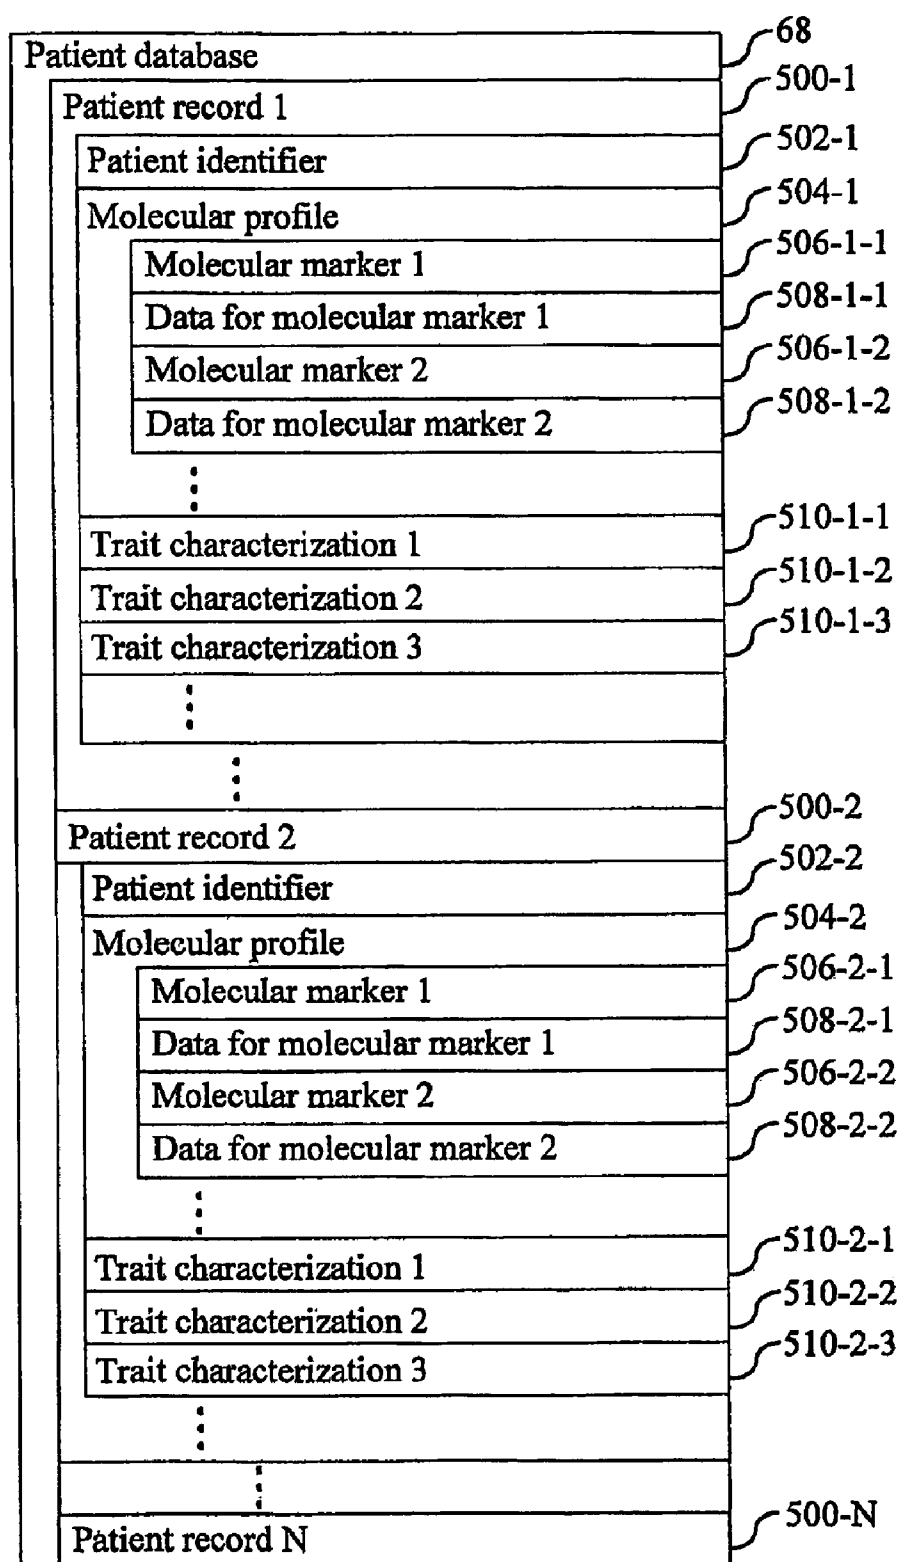 68
Patient database
500-1
Patient record 1
502-1
Patient identifier
504-1
Molecular profile
506-1-1
Molecular marker 1
508-1-1
Data for molecular marker 1
506-1-2
Molecular marker 2
508-1-2
Data for molecular marker 2
510-1-1
Trait characterization 1
510-1-2
Trait characterization 2
510-1-3
Trait characterization 3
500-2
Patient record 2
502-2
Patient identifier
504-2
Molecular profile
506-2-1
Molecular marker 1
508-2-1
Data for molecular marker 1
506-2-2
Molecular marker 2
508-2-2
Data for molecular marker 2
510-2-1
Trait characterization 1
510-2-2
Trait characterization 2
510-2-3
Trait characterization 3
500-N
Patient record N